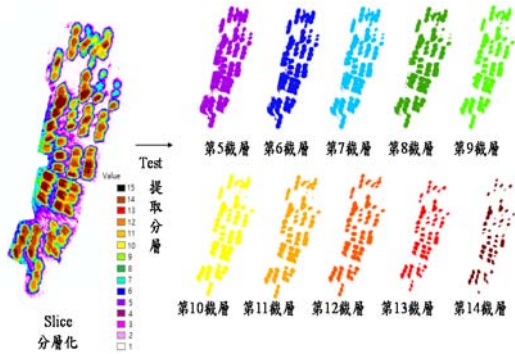 第5截層
第6截層
第7截層
第8截層
第9截層
Test
提取分層
Value
15
14
13
12
11
10
9
8
7
6
5
4
3
2
1
Slice
分層化
第10截層
第11截層
第12截層
第13截層
第14截層